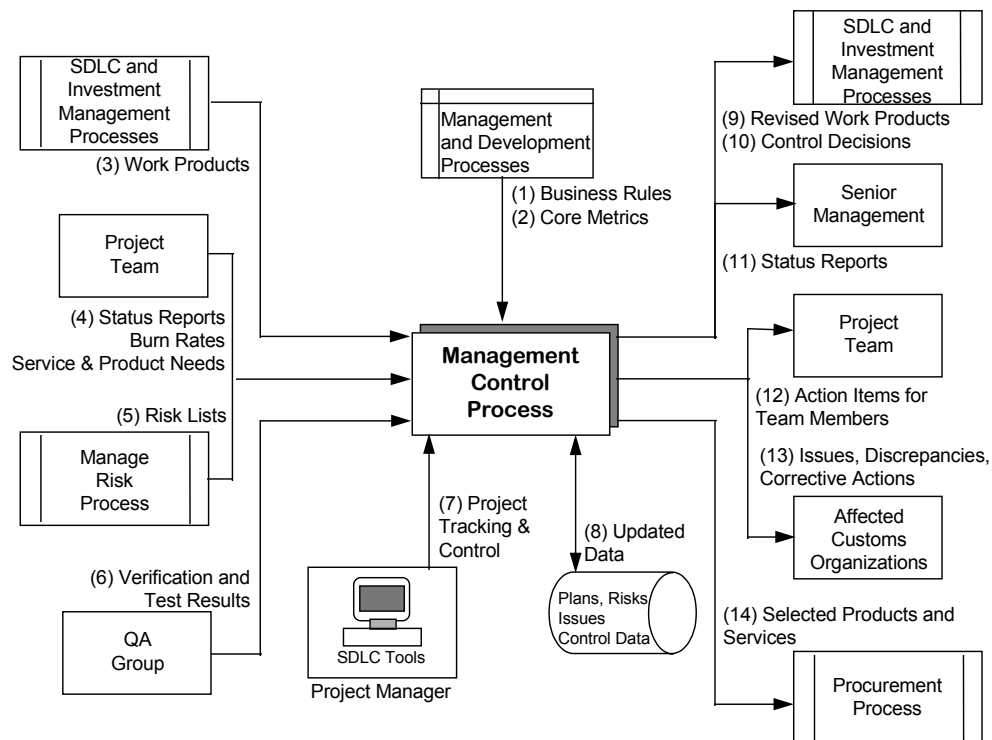 SDLC and
Investment
Management
Processes
(3) Work Products
Project
Team
(4) Status Reports
Burn Rates
Service & Product Needs
(5) Risk Lists
Manage
Risk
Process
(6) Verification and
Test Results
QA
Group
Management
and Development
Processes
(1) Business Rules
(2) Core Metrics
Management
Control
Process
(7) Project
Tracking &
Control
SDLC Tools
Project Manager
(8) Updated
Data
Plans, Risks
Issues
Control Data
SDLC and
Investment
Management
Processes
(9) Revised Work Products
(10) Control Decisions
Senior
Management
(11) Status Reports
Project
Team
(12) Action Items for
Team Members
(13) Issues, Discrepancies,
Corrective Actions
Affected
Customs
Organizations
(14) Selected Products and
Services
Procurement
Process